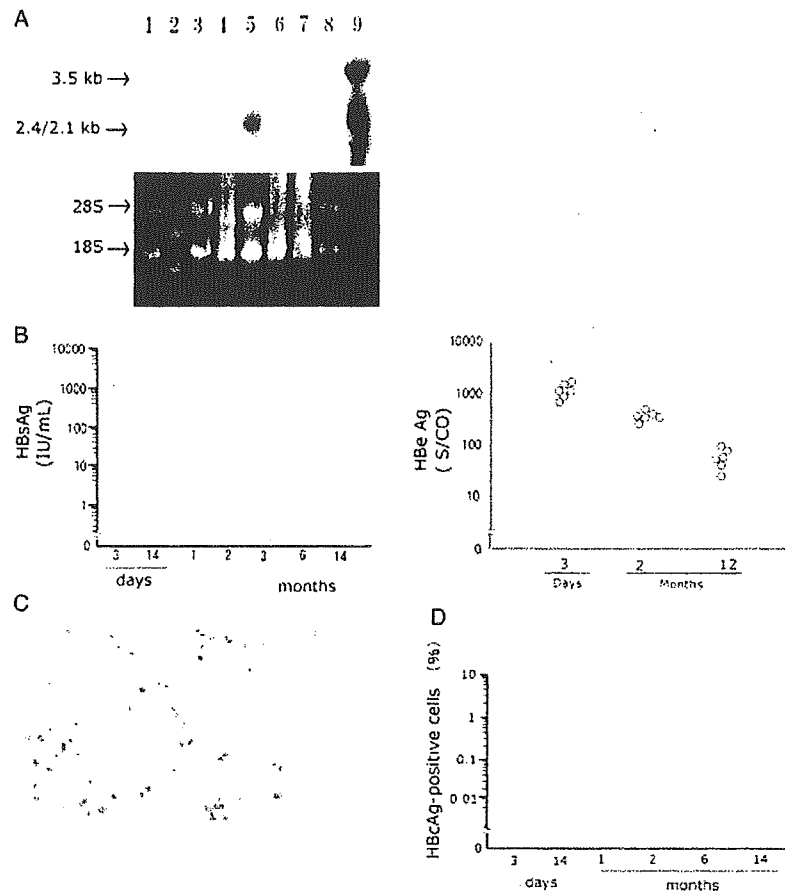 A
1 2 3 4 5 6 7 8 9
3.5 kb →
2.4/2.1 kb →
28S →
18S →
B
HBsAg
(IU/mL)
10000
1000
100
10
1
0
3 14 1 2 3 6 14
days months
HBe Ag
( S/CO)
10000
1000
100
10
0
3 2 12
Days Months
C
D
HBcAg-positive cells (%)
10
1
0.1
0.01
0
3 14 1 2 6 14
days months